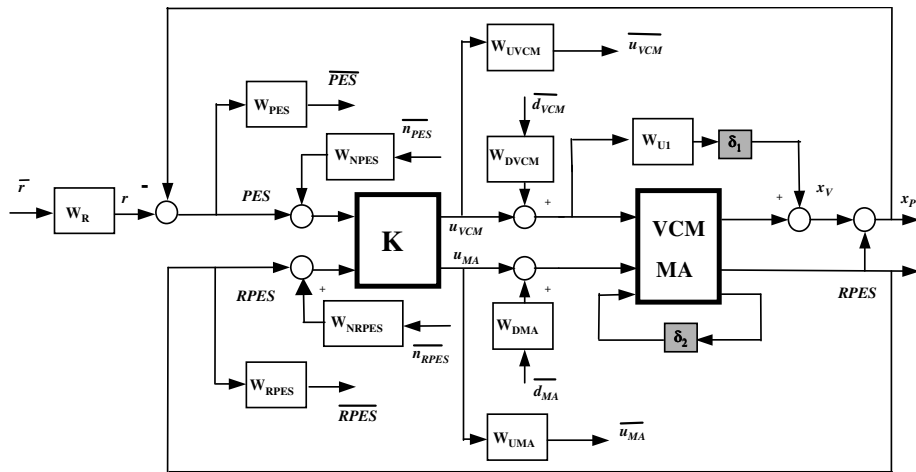 W_UVCM
u_VCM
PES
d_VCM
W_PES
n_PES
W_NPES
W_DVCM
W_U1
δ₁
r
r
-
W_R
PES
+
+
x_V
x_P
K
u_VCM
VCM
MA
u_MA
RPES
+
+
RPES
W_NRPES
n_RPES
W_DMA
δ₂
d_MA
W_RPES
RPES
W_UMA
u_MA